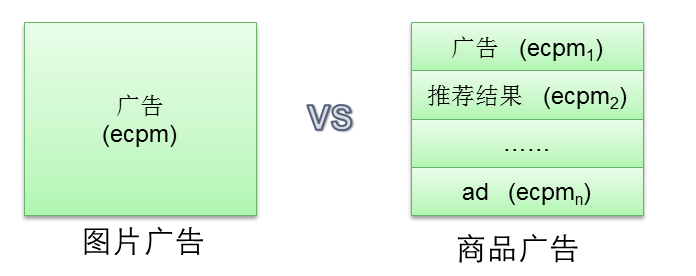 广告
(ecpm)
图片广告
VS
广告 (ecpm₁)
推荐结果 (ecpm₂)
……
ad (ecpmₙ)
商品广告